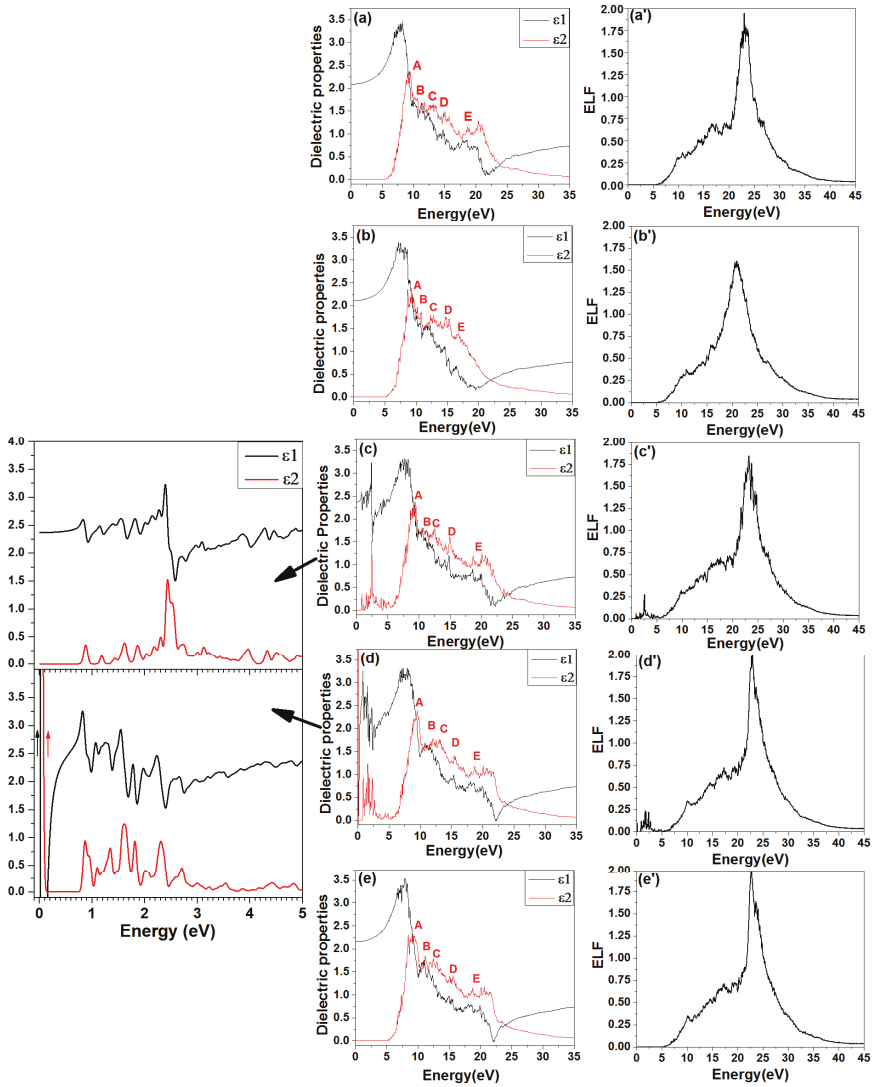 (a)
ε1
ε2
A
B
C
D
E
3.5
3.0
2.5
2.0
1.5
1.0
0.5
0.0
0 5 10 15 20 25 30 35
Dielectric properties
Energy(eV)
(a')
2.00
1.75
1.50
1.25
1.00
0.75
0.50
0.25
0.00
0 5 10 15 20 25 30 35 40 45
ELF
Energy (eV)
(b)
ε1
ε2
A
B
C
D
E
3.5
3.0
2.5
2.0
1.5
1.0
0.5
0.0
0 5 10 15 20 25 30 35
Dielectric properteis
Energy(eV)
(b')
2.00
1.75
1.50
1.25
1.00
0.75
0.50
0.25
0.00
0 5 10 15 20 25 30 35 40 45
ELF
Energy (eV)
4.0
3.5
3.0
2.5
2.0
1.5
1.0
0.5
0.0
ε1
ε2
3.5
3.0
2.5
2.0
1.5
1.0
0.5
0.0
0 1 2 3 4 5
Energy (eV)
(c)
ε1
ε2
A
B
C
D
E
3.5
3.0
2.5
2.0
1.5
1.0
0.5
0.0
0 5 10 15 20 25 30 35
Dielectric Properties
Energy(eV)
(c')
2.00
1.75
1.50
1.25
1.00
0.75
0.50
0.25
0.00
0 5 10 15 20 25 30 35 40 45
ELF
Energy (eV)
(d)
ε1
ε2
A
B
C
D
E
3.5
3.0
2.5
2.0
1.5
1.0
0.5
0.0
0 5 10 15 20 25 30 35
Dielectric properties
Energy(eV)
(d')
2.00
1.75
1.50
1.25
1.00
0.75
0.50
0.25
0.00
0 5 10 15 20 25 30 35 40 45
ELF
Energy (eV)
(e)
ε1
ε2
A
B
C
D
E
3.5
3.0
2.5
2.0
1.5
1.0
0.5
0.0
0 5 10 15 20 25 30 35
Dielectric properties
Energy(eV)
(e')
2.00
1.75
1.50
1.25
1.00
0.75
0.50
0.25
0.00
0 5 10 15 20 25 30 35 40 45
ELF
Energy (eV)